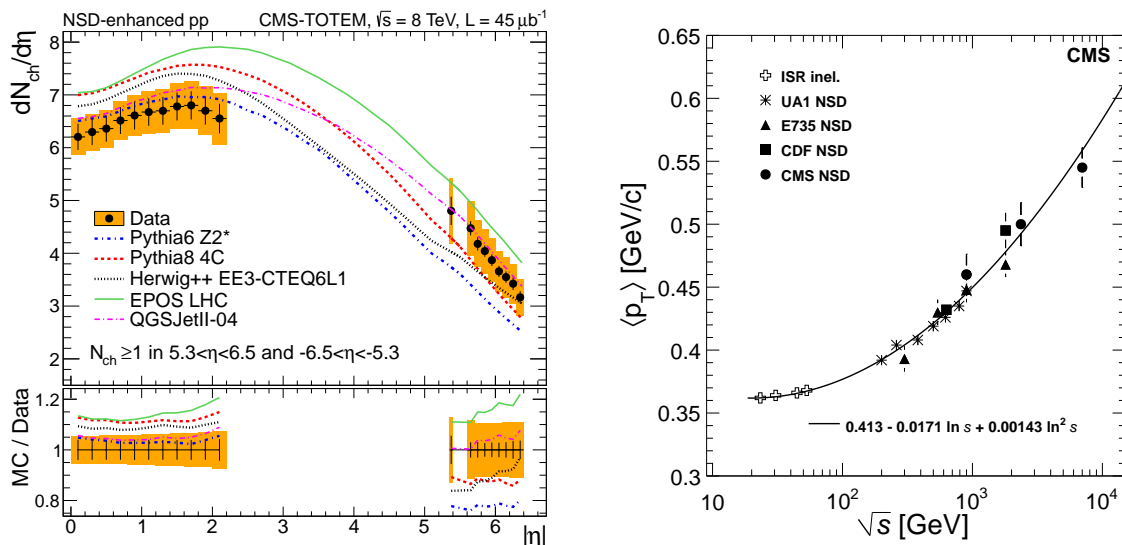 NSD-enhanced pp
CMS-TOTEM, √s = 8 TeV, L = 45 μb⁻¹
dN_ch/dη
8
7
6
5
4
3
2
Data
Pythia6 Z2*
Pythia8 4C
Herwig++ EE3-CTEQ6L1
EPOS LHC
QGSJetII-04
N_ch ≥1 in 5.3<η<6.5 and -6.5<η<-5.3
MC / Data
1.2
1
0.8
0 1 2 3 4 5 6
|η|
CMS
⟨p_T⟩ [GeV/c]
0.65
0.6
0.55
0.5
0.45
0.4
0.35
0.3
ISR inel.
UA1 NSD
E735 NSD
CDF NSD
CMS NSD
0.413 - 0.0171 ln s + 0.00143 ln² s
10 10² 10³ 10⁴
√s [GeV]